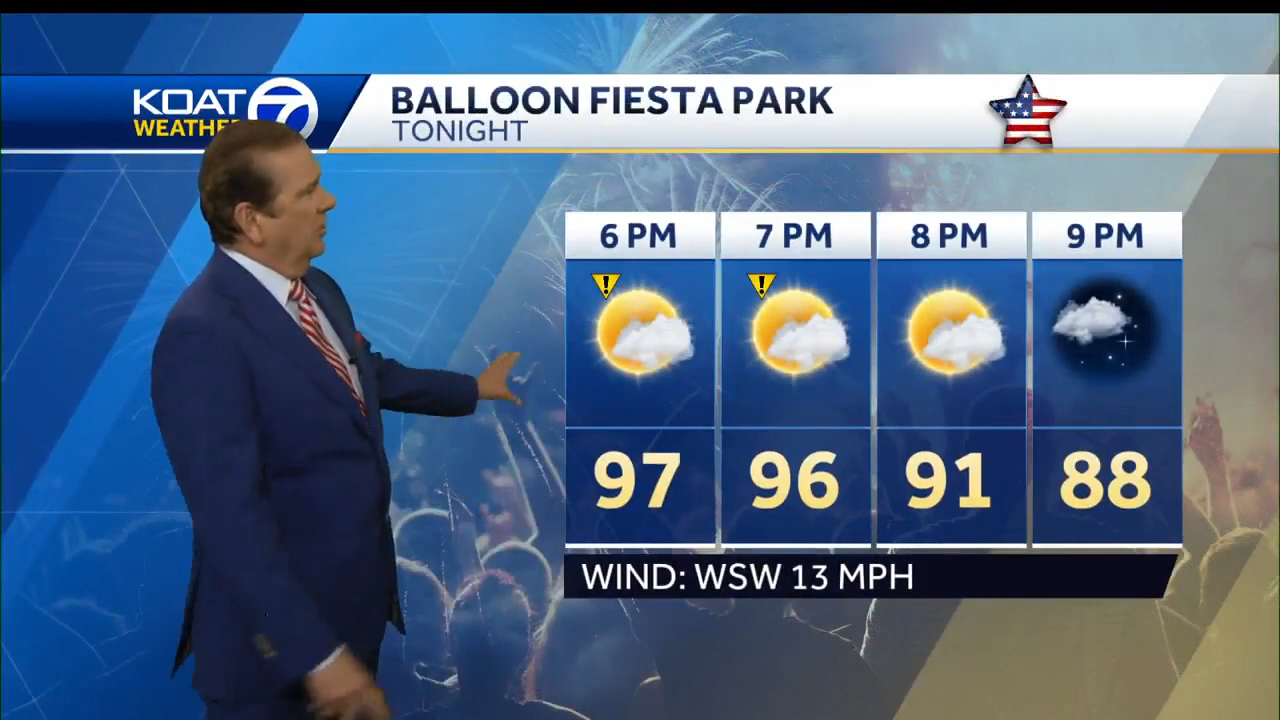 KOAT 7
WEATHE
BALLOON FIESTA PARK
TONIGHT
6 PM 7 PM 8 PM 9 PM
! !
97 96 91 88
WIND: WSW 13 MPH